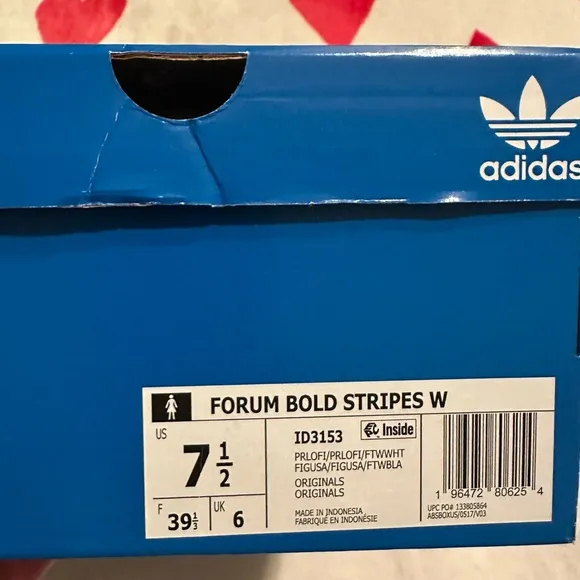 adidas
FORUM BOLD STRIPES W
US
7 1/2
F
39 1/3
UK
6
ID3153
Inside
PRLOFI/PRLOFI/FTWWHT
FIGUSA/FIGUSA/FTWBLA
ORIGINALS
ORIGINALS
MADE IN INDONESIA
FABRIQUÉ EN INDONÉSIE
1 96472 80625 4
UPC PO# 133805864
ABSBOXUS/0517/V03